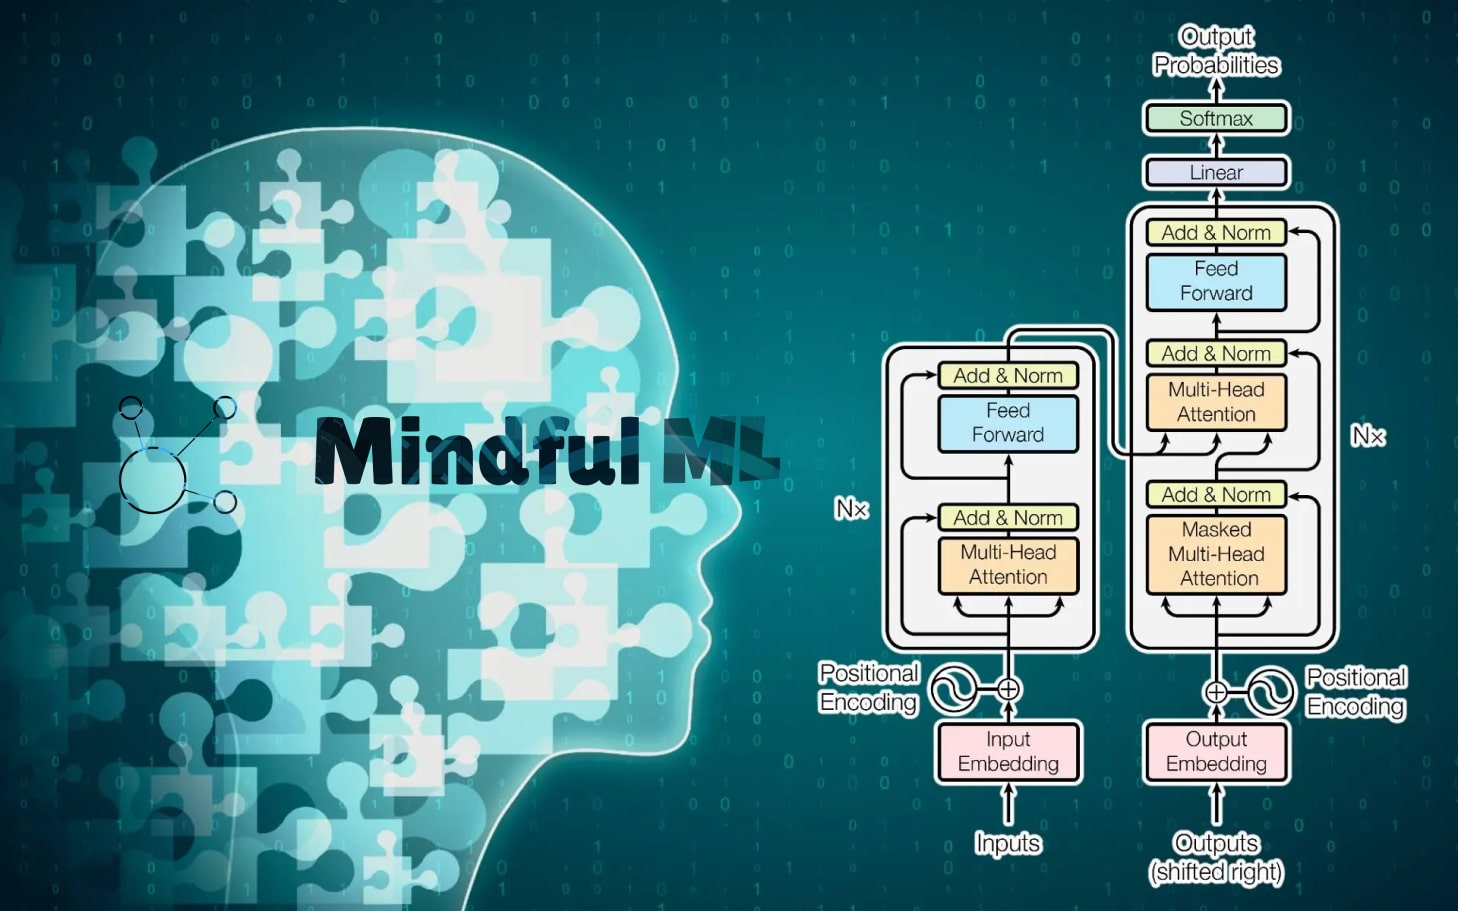 Mindful ML
Output
Probabilities
Softmax
Linear
Add & Norm
Feed
Forward
Add & Norm
Multi-Head
Attention
Nx
Add & Norm
Masked
Multi-Head
Attention
Add & Norm
Feed
Forward
Nx
Add & Norm
Multi-Head
Attention
Positional
Encoding
Positional
Encoding
Input
Embedding
Output
Embedding
Inputs
Outputs
(shifted right)